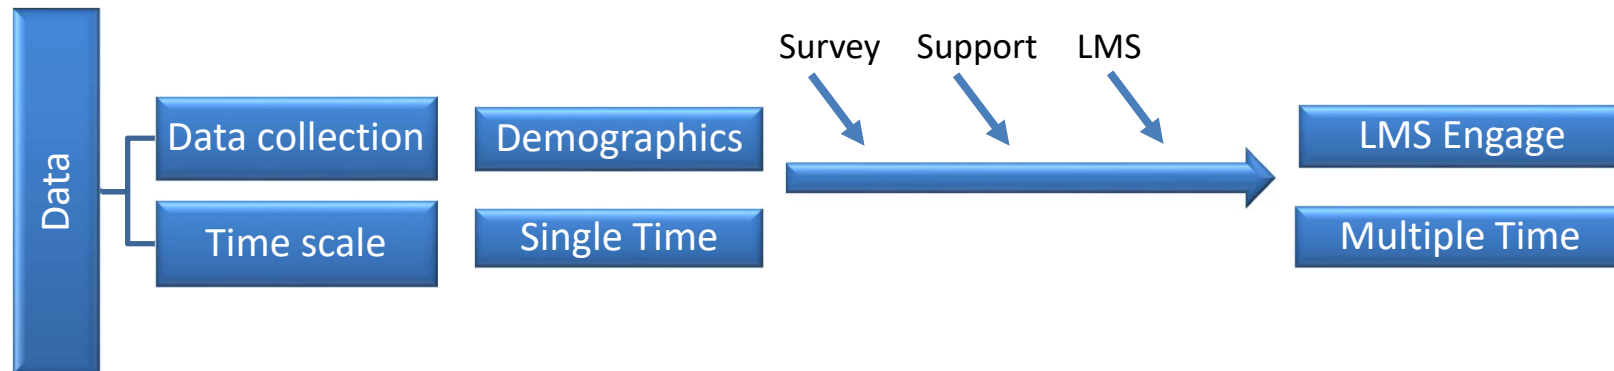 Survey Support LMS
Data
Data collection
Demographics
LMS Engage
Time scale
Single Time
Multiple Time